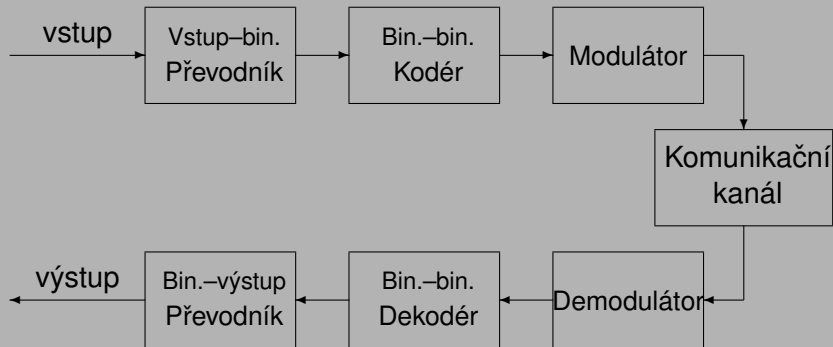 vstup
Vstup–bin.
Převodník
Bin.–bin.
Kodér
Modulátor
Komunikační
kanál
výstup
Bin.–výstup
Převodník
Bin.–bin.
Dekodér
Demodulátor